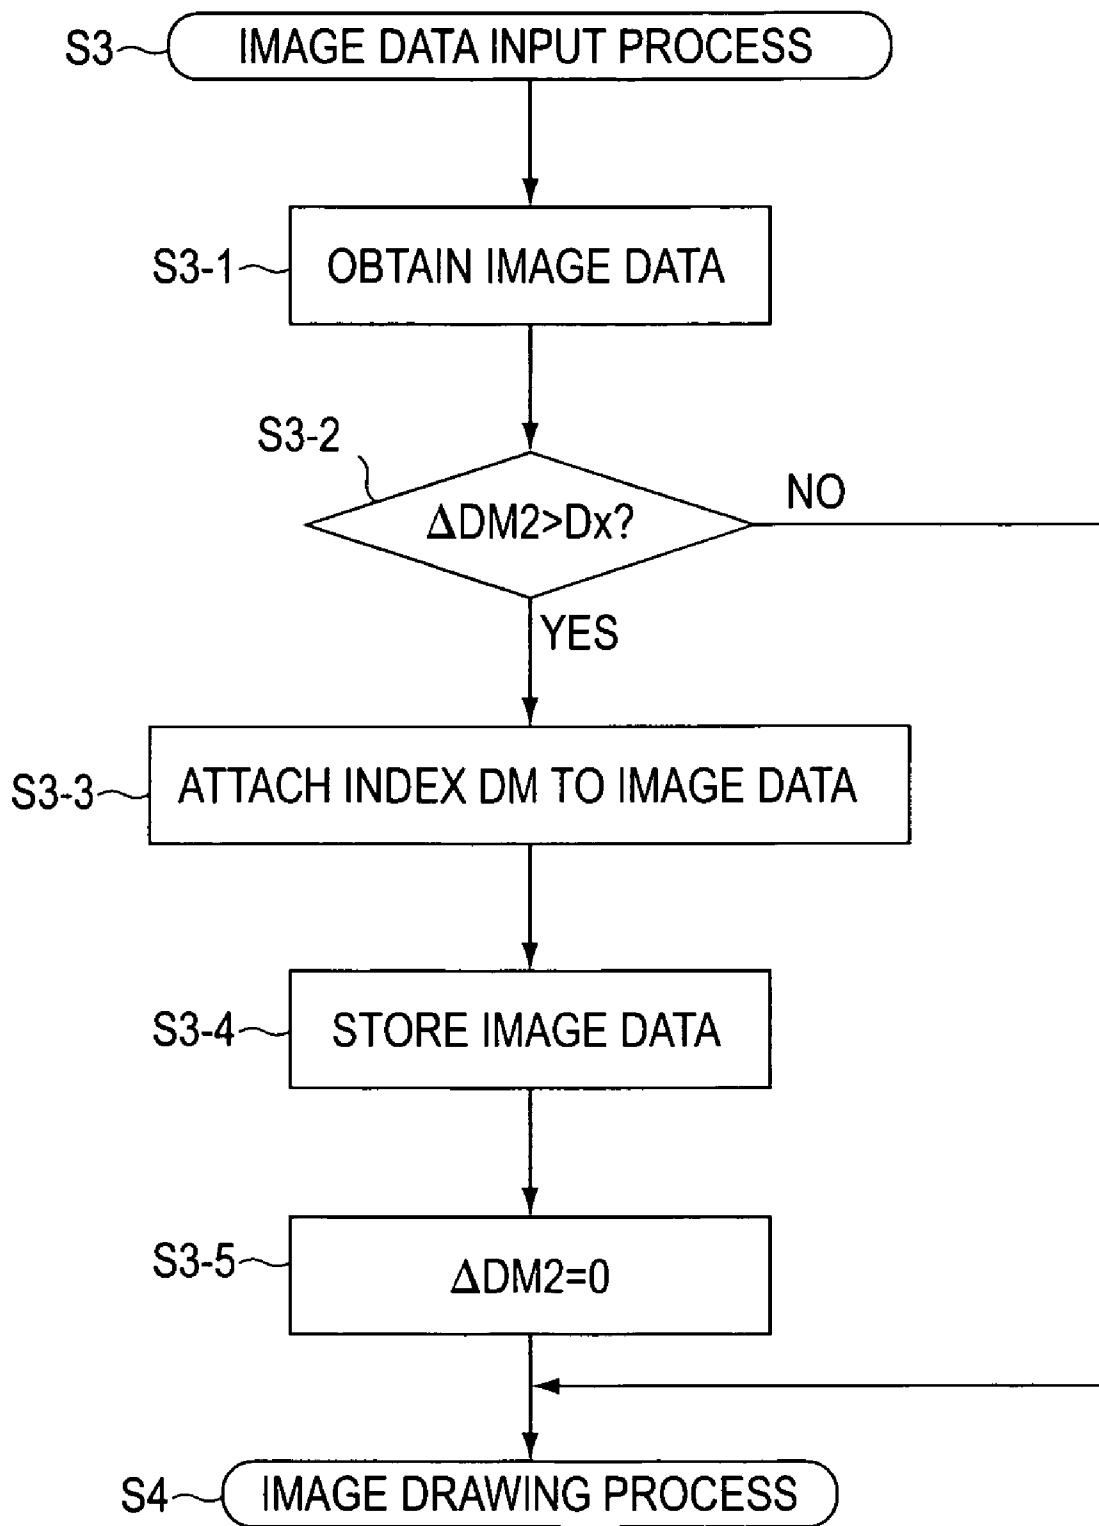 S3
IMAGE DATA INPUT PROCESS
S3-1
OBTAIN IMAGE DATA
S3-2
ΔDM2>Dx?
NO
YES
S3-3
ATTACH INDEX DM TO IMAGE DATA
S3-4
STORE IMAGE DATA
S3-5
ΔDM2=0
S4
IMAGE DRAWING PROCESS